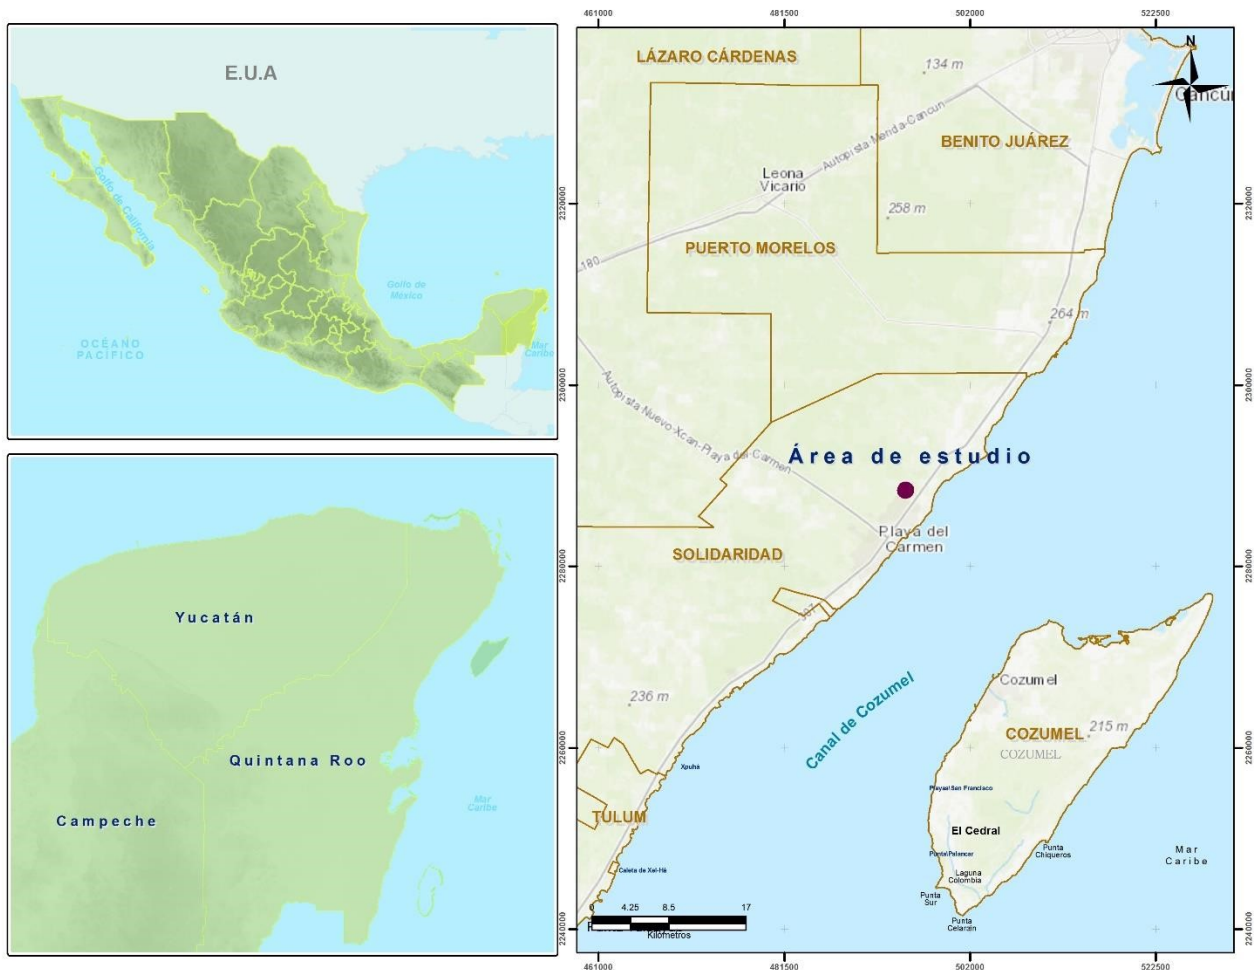 E.U.A
Golfo de California
Golfo de
México
OCÉANO
PACÍFICO
Mar
Caribe
Yucatán
Quintana Roo
Campeche
Mar
Caribe
461000
481500
502000
522500
N
LÁZARO CÁRDENAS
134 m
Cancún
BENITO JUÁREZ
Autopista Merida-Cancun
Leona
Vicario
258 m
2320000
2320000
PUERTO MORELOS
180
264 m
2300000
2300000
Autopista Nuevo-Xcan-Playa del Carmen
Área de estudio
Playa del
Carmen
SOLIDARIDAD
2280000
2280000
307
Cozumel
236 m
Canal de Cozumel
COZUMEL
215 m
COZUMEL
2260000
2260000
Xpuhá
Playas\San Francisco
TULUM
El Cedral
Punta\Palancar
Punta
Chiqueros
Mar
Caribe
Caleta de Xel-Há
Laguna
Colombia
Punta
Sur
Punta
Celarain
0 4.25 8.5 17
Kilómetros
2240000
2240000
461000
481500
502000
522500